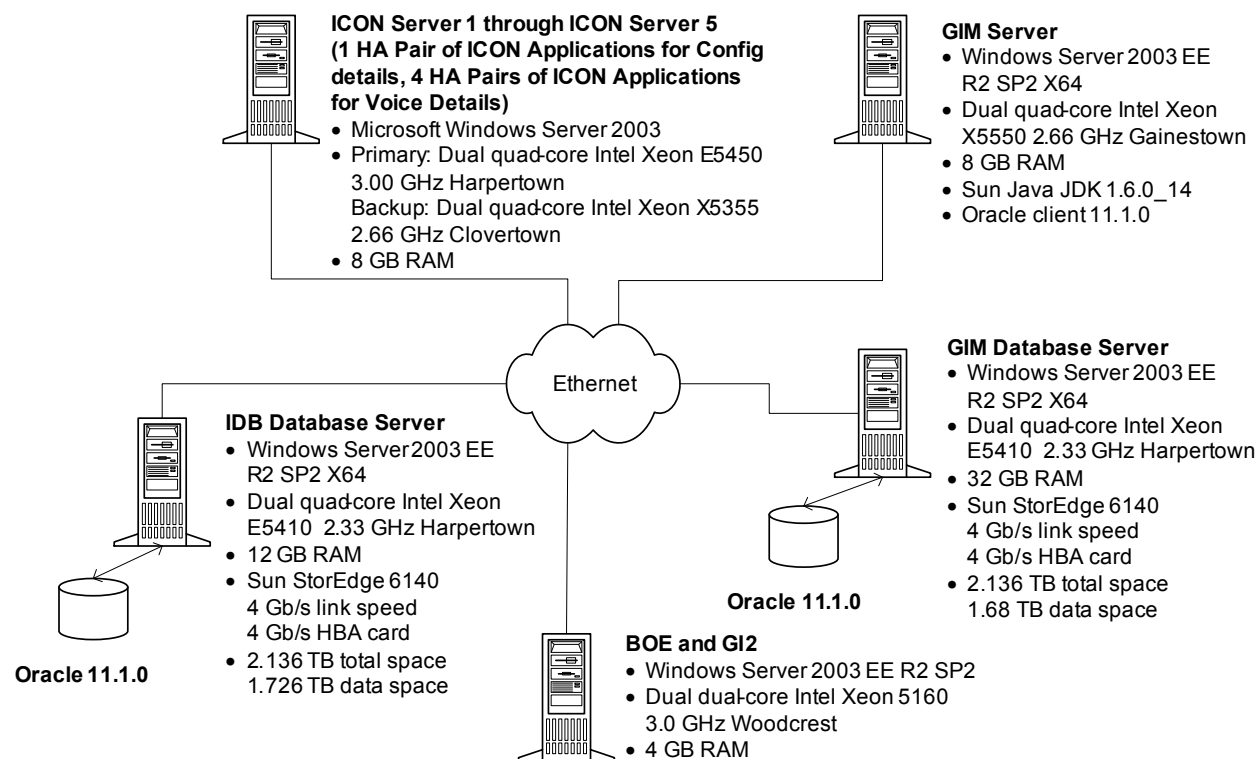 ICON Server 1 through ICON Server 5
(1 HA Pair of ICON Applications for Config
details, 4 HA Pairs of ICON Applications
for Voice Details)
• Microsoft Windows Server 2003
• Primary: Dual quad-core Intel Xeon E5450
3.00 GHz Harpertown
Backup: Dual quad-core Intel Xeon X5355
2.66 GHz Clovertown
• 8 GB RAM
GIM Server
• Windows Server 2003 EE
R2 SP2 X64
• Dual quad-core Intel Xeon
X5550 2.66 GHz Gainestown
• 8 GB RAM
• Sun Java JDK 1.6.0_14
• Oracle client 11.1.0
Ethernet
IDB Database Server
• Windows Server 2003 EE
R2 SP2 X64
• Dual quad-core Intel Xeon
E5410 2.33 GHz Harpertown
• 12 GB RAM
• Sun StorEdge 6140
4 Gb/s link speed
4 Gb/s HBA card
• 2.136 TB total space
1.726 TB data space
Oracle 11.1.0
GIM Database Server
• Windows Server 2003 EE
R2 SP2 X64
• Dual quad-core Intel Xeon
E5410 2.33 GHz Harpertown
• 32 GB RAM
• Sun StorEdge 6140
4 Gb/s link speed
4 Gb/s HBA card
• 2.136 TB total space
1.68 TB data space
Oracle 11.1.0
BOE and GI2
• Windows Server 2003 EE R2 SP2
• Dual dual-core Intel Xeon 5160
3.0 GHz Woodcrest
• 4 GB RAM